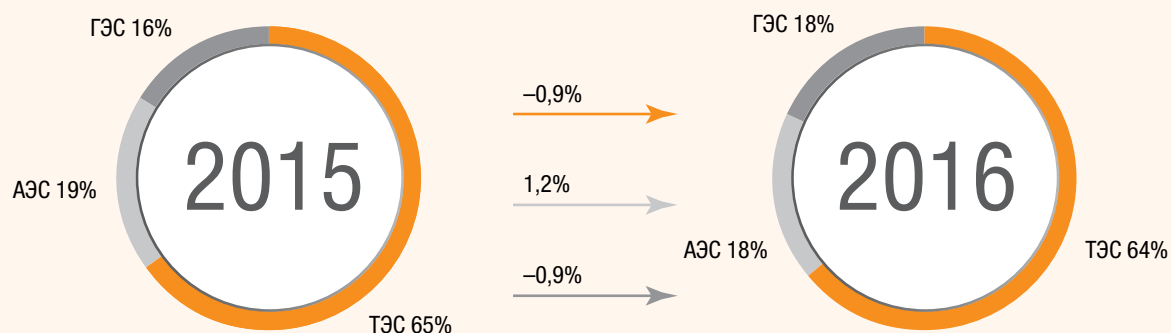 ГЭС 16%
2015
АЭС 19%
ТЭС 65%
–0,9%
1,2%
–0,9%
ГЭС 18%
2016
АЭС 18%
ТЭС 64%